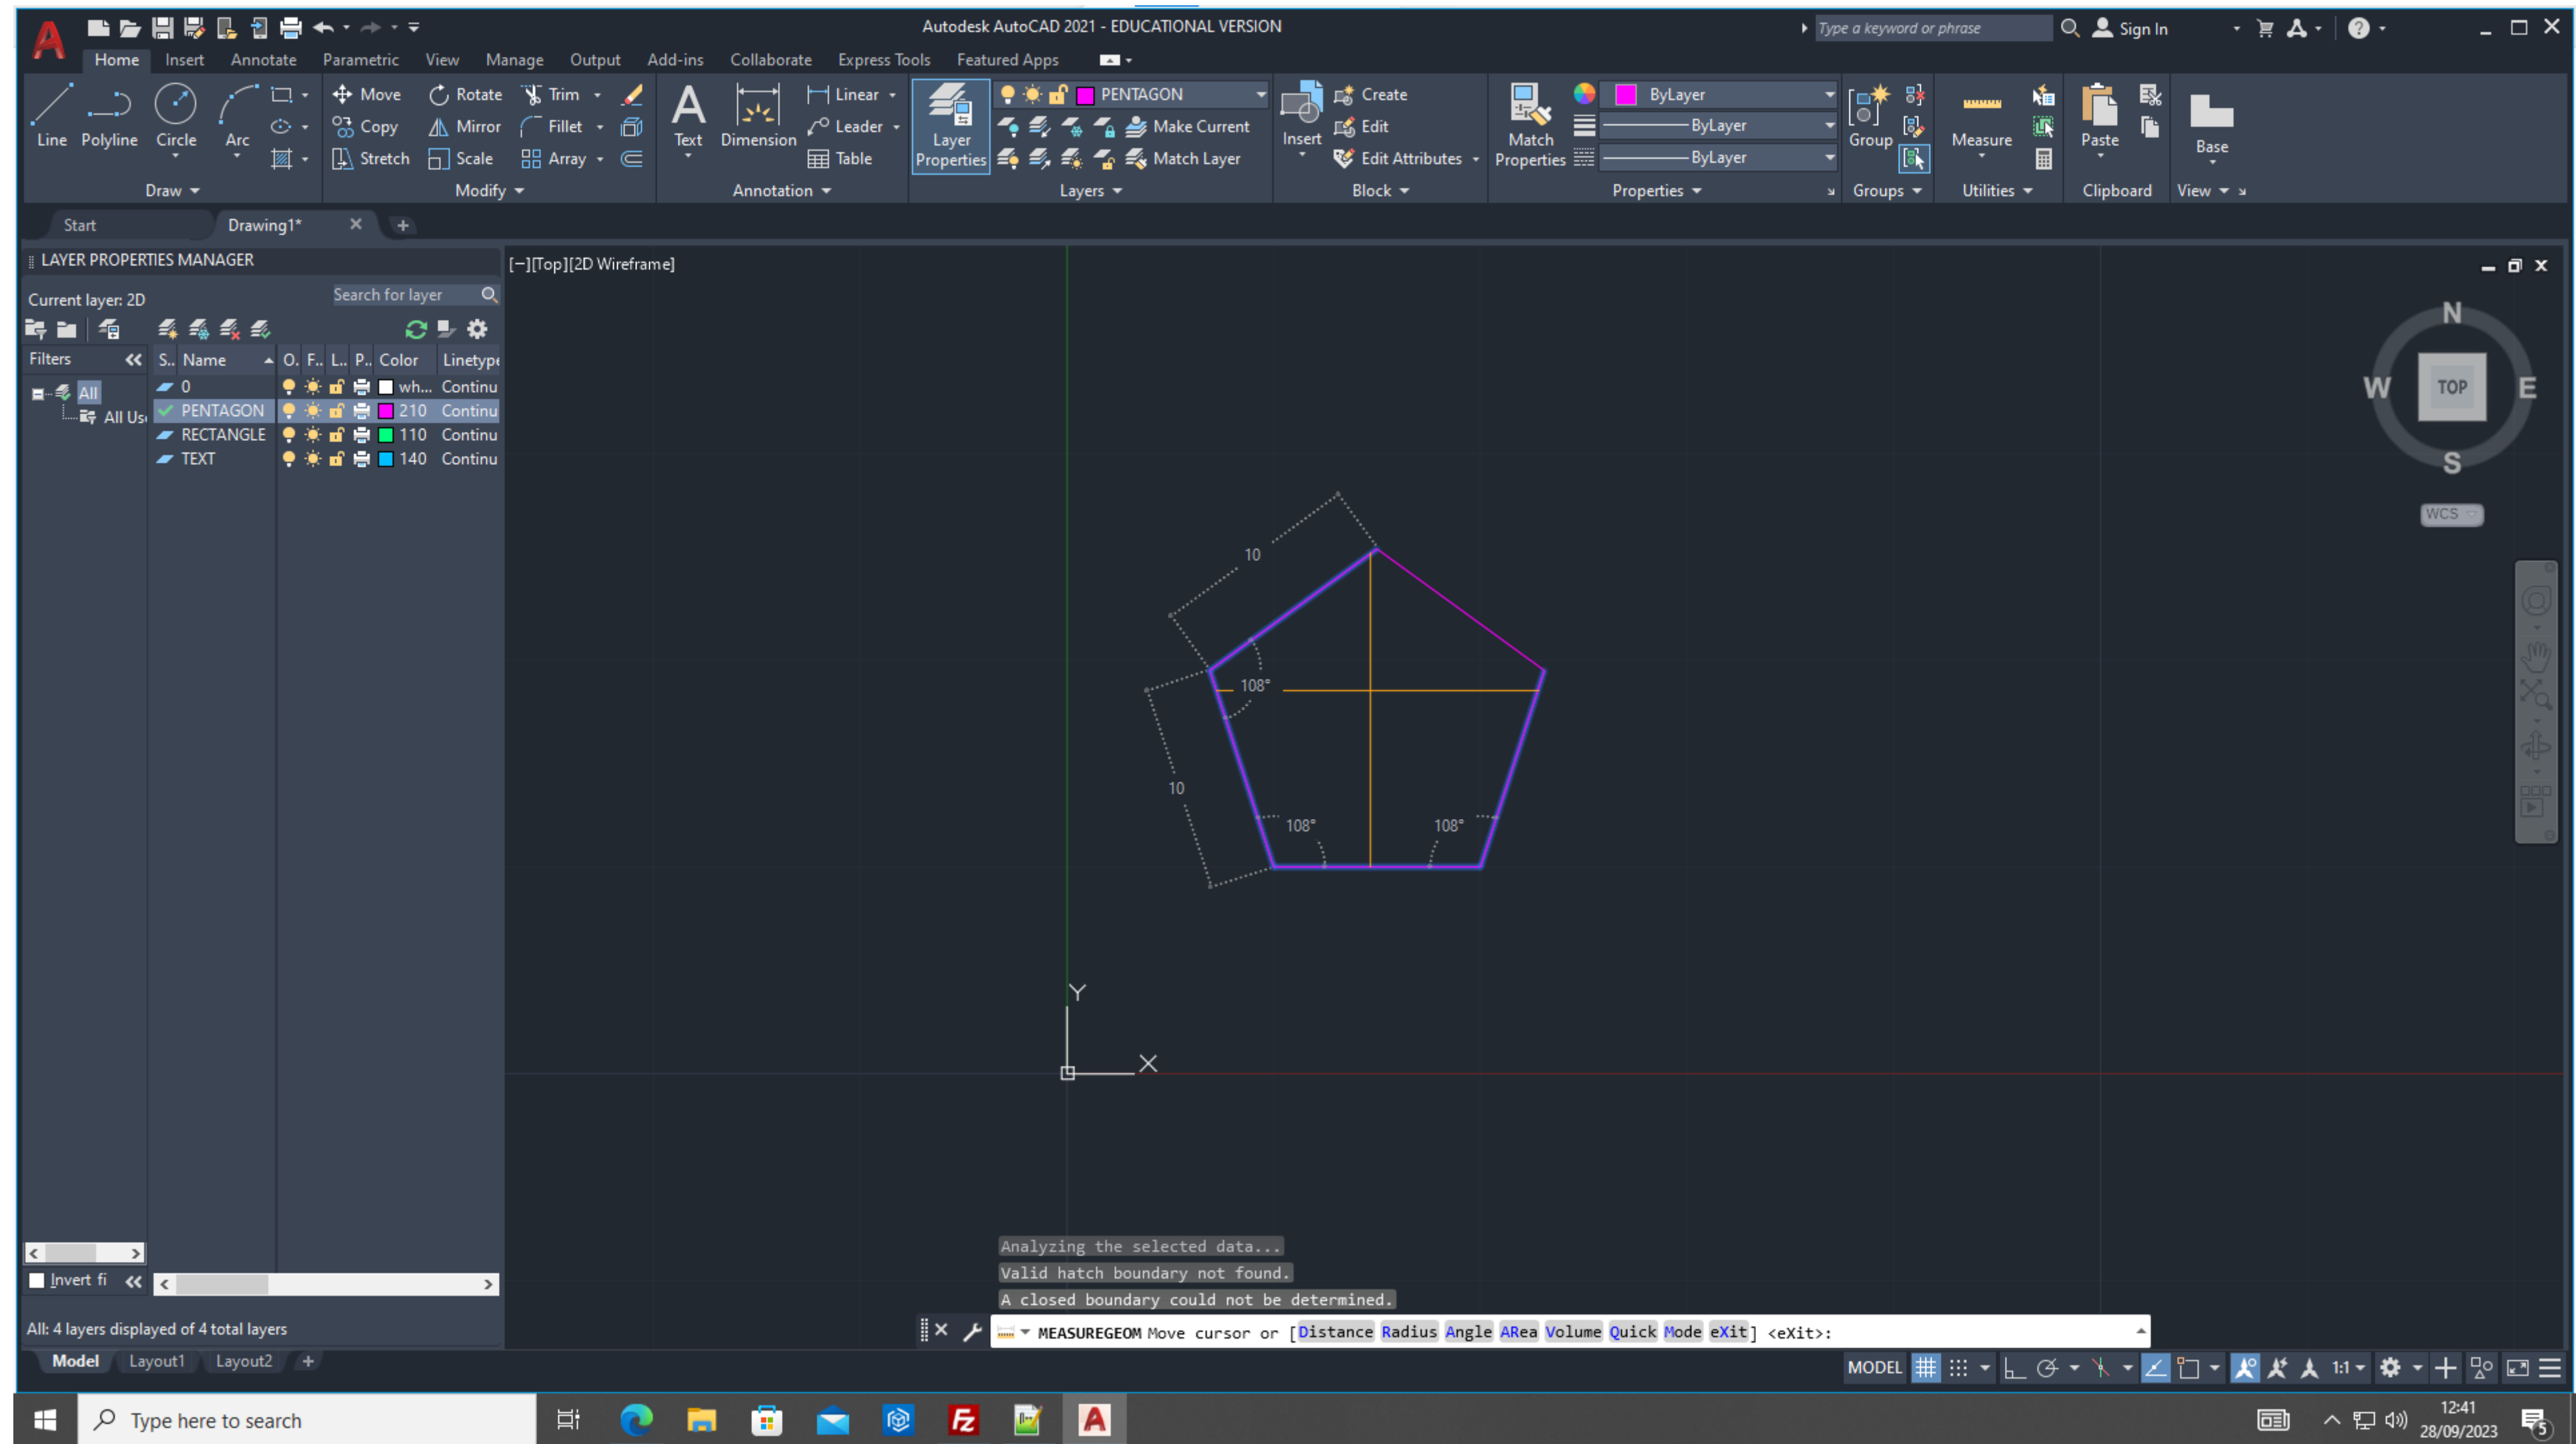 Autodesk AutoCAD 2021 - EDUCATIONAL VERSION
Type a keyword or phrase
Sign In
Home Insert Annotate Parametric View Manage Output Add-ins Collaborate Express Tools Featured Apps
Line Polyline Circle Arc
Move Rotate Trim
Copy Mirror Fillet
Stretch Scale Array
Text Dimension
Linear
Leader
Table
Layer Properties
PENTAGON
Make Current
Match Layer
Insert
Create
Edit
Edit Attributes
Match Properties
ByLayer
ByLayer
ByLayer
Group
Measure
Paste
Base
Draw Modify Annotation Layers Block Properties Groups Utilities Clipboard View
Start Drawing1*
LAYER PROPERTIES MANAGER
[−][Top][2D Wireframe]
Current layer: 2D
Search for layer
Filters S.. Name O. F.. L.. P.. Color Linetype
All
All Us
0 wh... Continu
PENTAGON 210 Continu
RECTANGLE 110 Continu
TEXT 140 Continu
N
W TOP E
S
WCS
10
108°
10
108° 108°
Y
X
Analyzing the selected data...
Valid hatch boundary not found.
A closed boundary could not be determined.
Invert fi
All: 4 layers displayed of 4 total layers
MEASUREGEOM Move cursor or [Distance Radius Angle ARea Volume Quick Mode eXit] <eXit>:
Model Layout1 Layout2
MODEL 1:1
Type here to search
12:41
28/09/2023
5